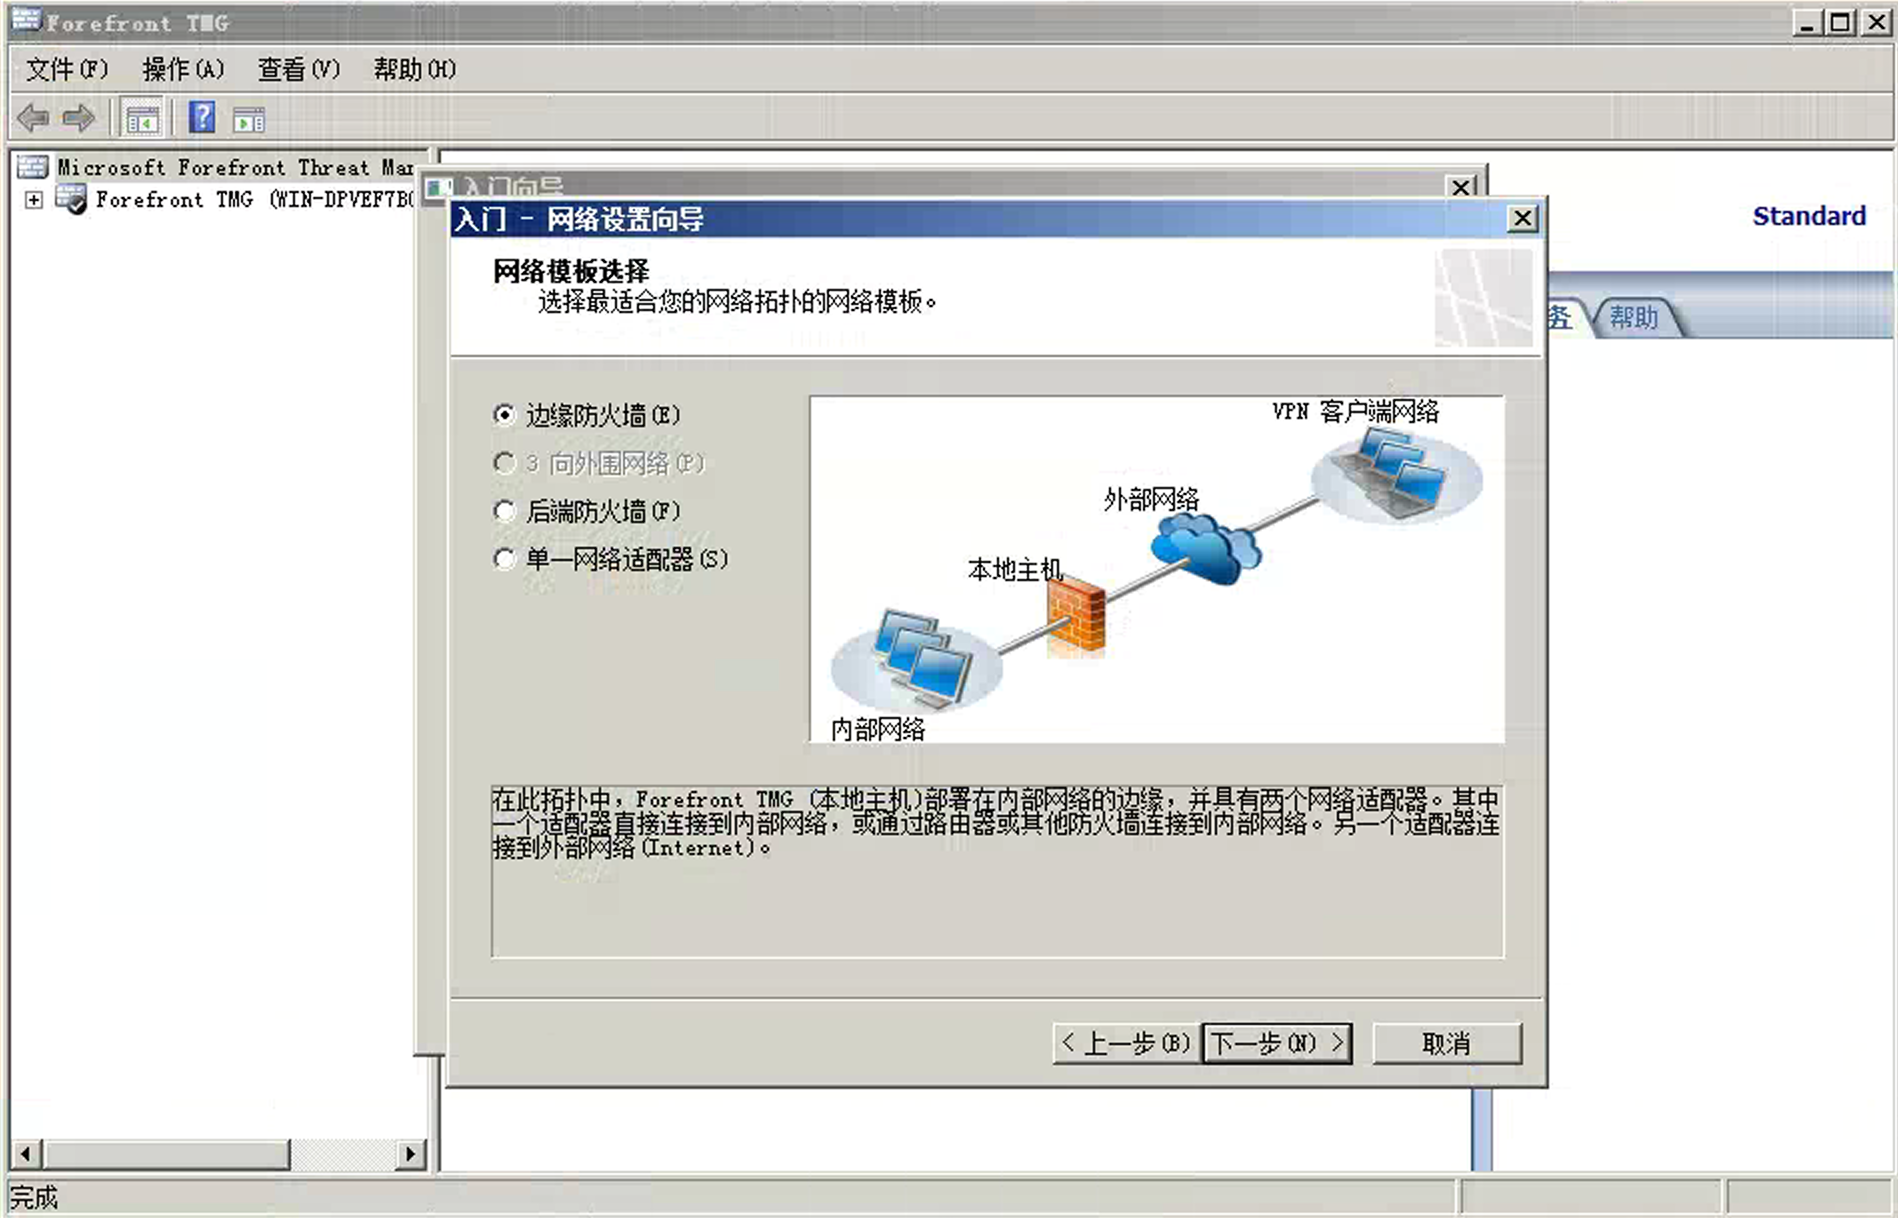 Forefront TMG
文件(F) 操作(A) 查看(V) 帮助(H)
Microsoft Forefront Threat Mar
Forefront TMG (WIN-DPVEF7B
入门向导
Standard
务 帮助
入门 - 网络设置向导
网络模板选择
选择最适合您的网络拓扑的网络模板。
边缘防火墙(E)
3 向外围网络(P)
后端防火墙(F)
单一网络适配器(S)
VPN 客户端网络
外部网络
本地主机
内部网络
在此拓扑中，Forefront TMG (本地主机)部署在内部网络的边缘，并具有两个网络适配器。其中
一个适配器直接连接到内部网络，或通过路由器或其他防火墙连接到内部网络。另一个适配器连
接到外部网络(Internet)。
< 上一步(B) 下一步(N) > 取消
完成